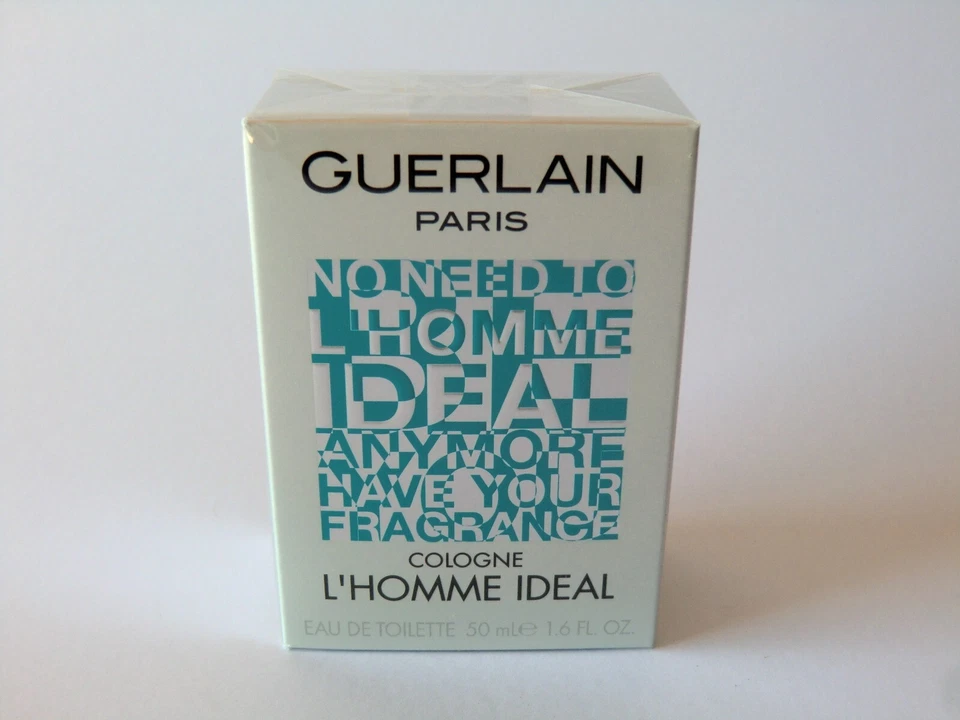 GUERLAIN
PARIS
NO NEED TO
L'HOMME
IDEAL
ANYMORE
HAVE YOUR
FRAGRANCE
COLOGNE
L'HOMME IDEAL
EAU DE TOILETTE 50 mL℮ 1.6 FL. OZ.